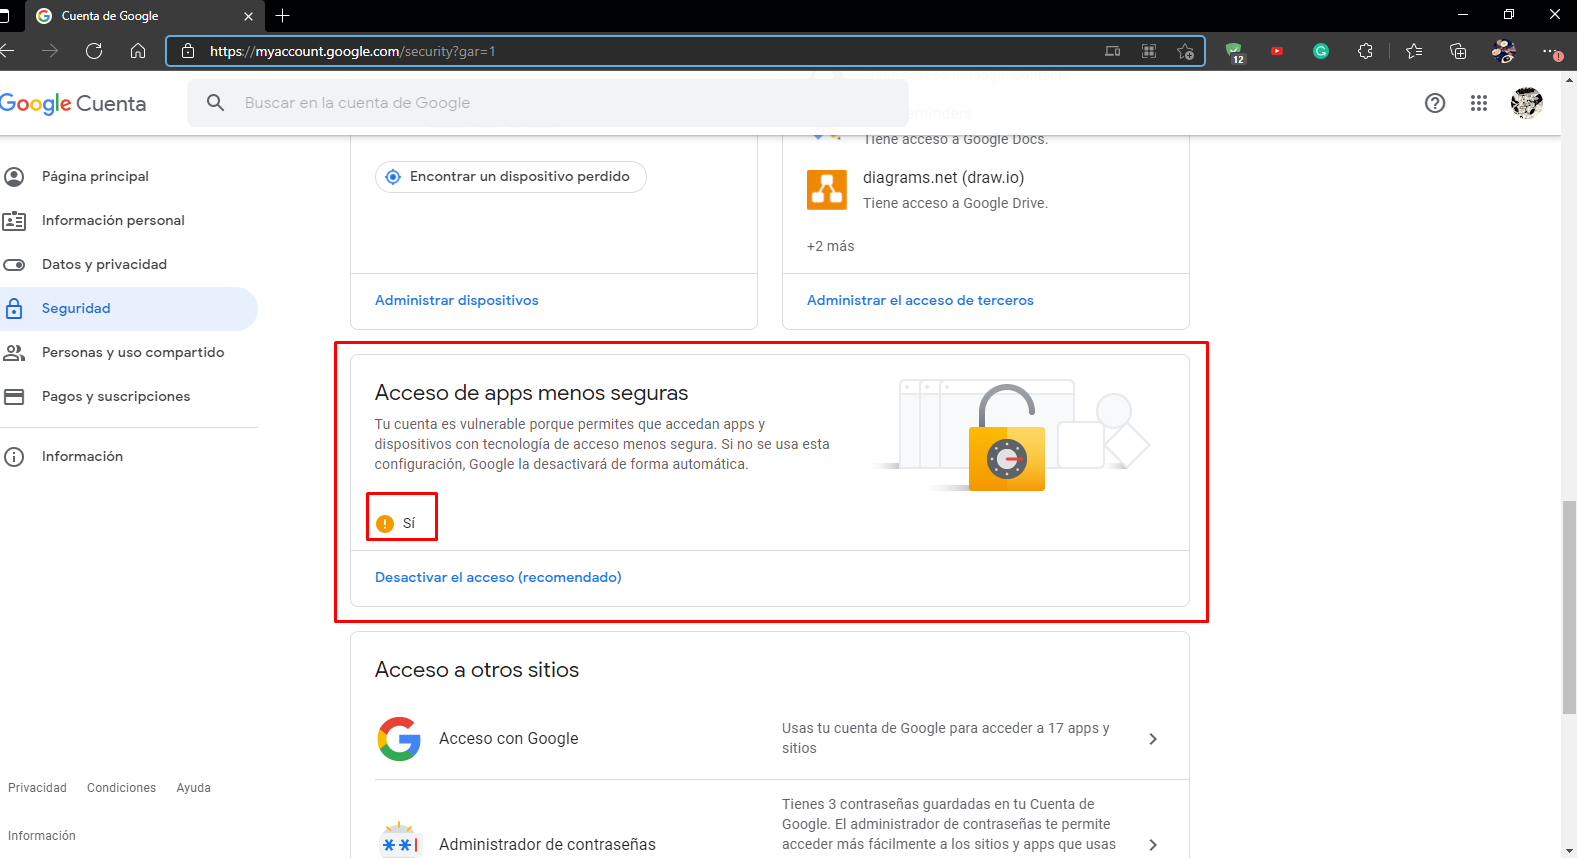 Cuenta de Google
https://myaccount.google.com/security?gar=1
12
Google Cuenta
Buscar en la cuenta de Google
Página principal
Información personal
Datos y privacidad
Seguridad
Personas y uso compartido
Pagos y suscripciones
Información
Privacidad Condiciones Ayuda
Información
Encontrar un dispositivo perdido
Administrar dispositivos
Tiene acceso a Google Docs.
diagrams.net (draw.io)
Tiene acceso a Google Drive.
+2 más
Administrar el acceso de terceros
Acceso de apps menos seguras
Tu cuenta es vulnerable porque permites que accedan apps y
dispositivos con tecnología de acceso menos segura. Si no se usa esta
configuración, Google la desactivará de forma automática.
Sí
Desactivar el acceso (recomendado)
Acceso a otros sitios
Acceso con Google
Usas tu cuenta de Google para acceder a 17 apps y
sitios
Administrador de contraseñas
Tienes 3 contraseñas guardadas en tu Cuenta de
Google. El administrador de contraseñas te permite
acceder más fácilmente a los sitios y apps que usas